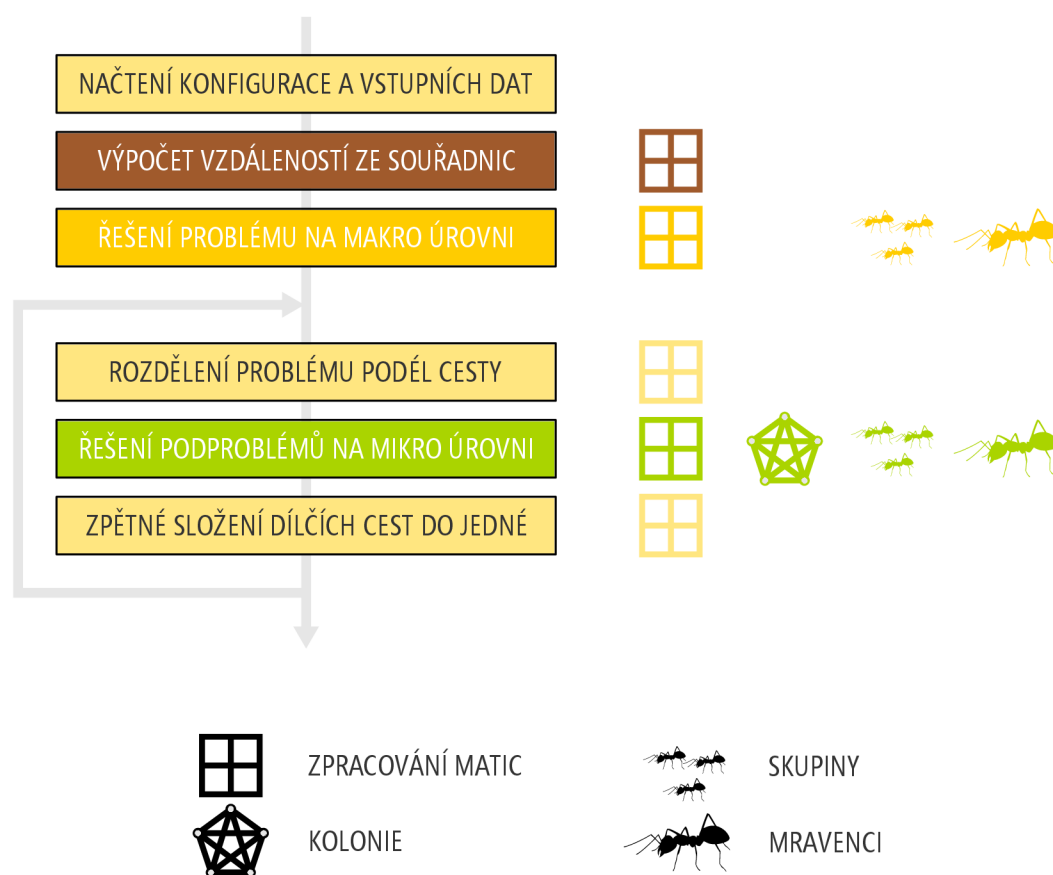 NAČTENÍ KONFIGURACE A VSTUPNÍCH DAT
VÝPOČET VZDÁLENOSTÍ ZE SOUŘADNIC
ŘEŠENÍ PROBLÉMU NA MAKRO ÚROVNI
ROZDĚLENÍ PROBLÉMU PODÉL CESTY
ŘEŠENÍ PODPROBLÉMŮ NA MIKRO ÚROVNI
ZPĚTNÉ SLOŽENÍ DÍLČÍCH CEST DO JEDNÉ
ZPRACOVÁNÍ MATIC
SKUPINY
KOLONIE
MRAVENCI